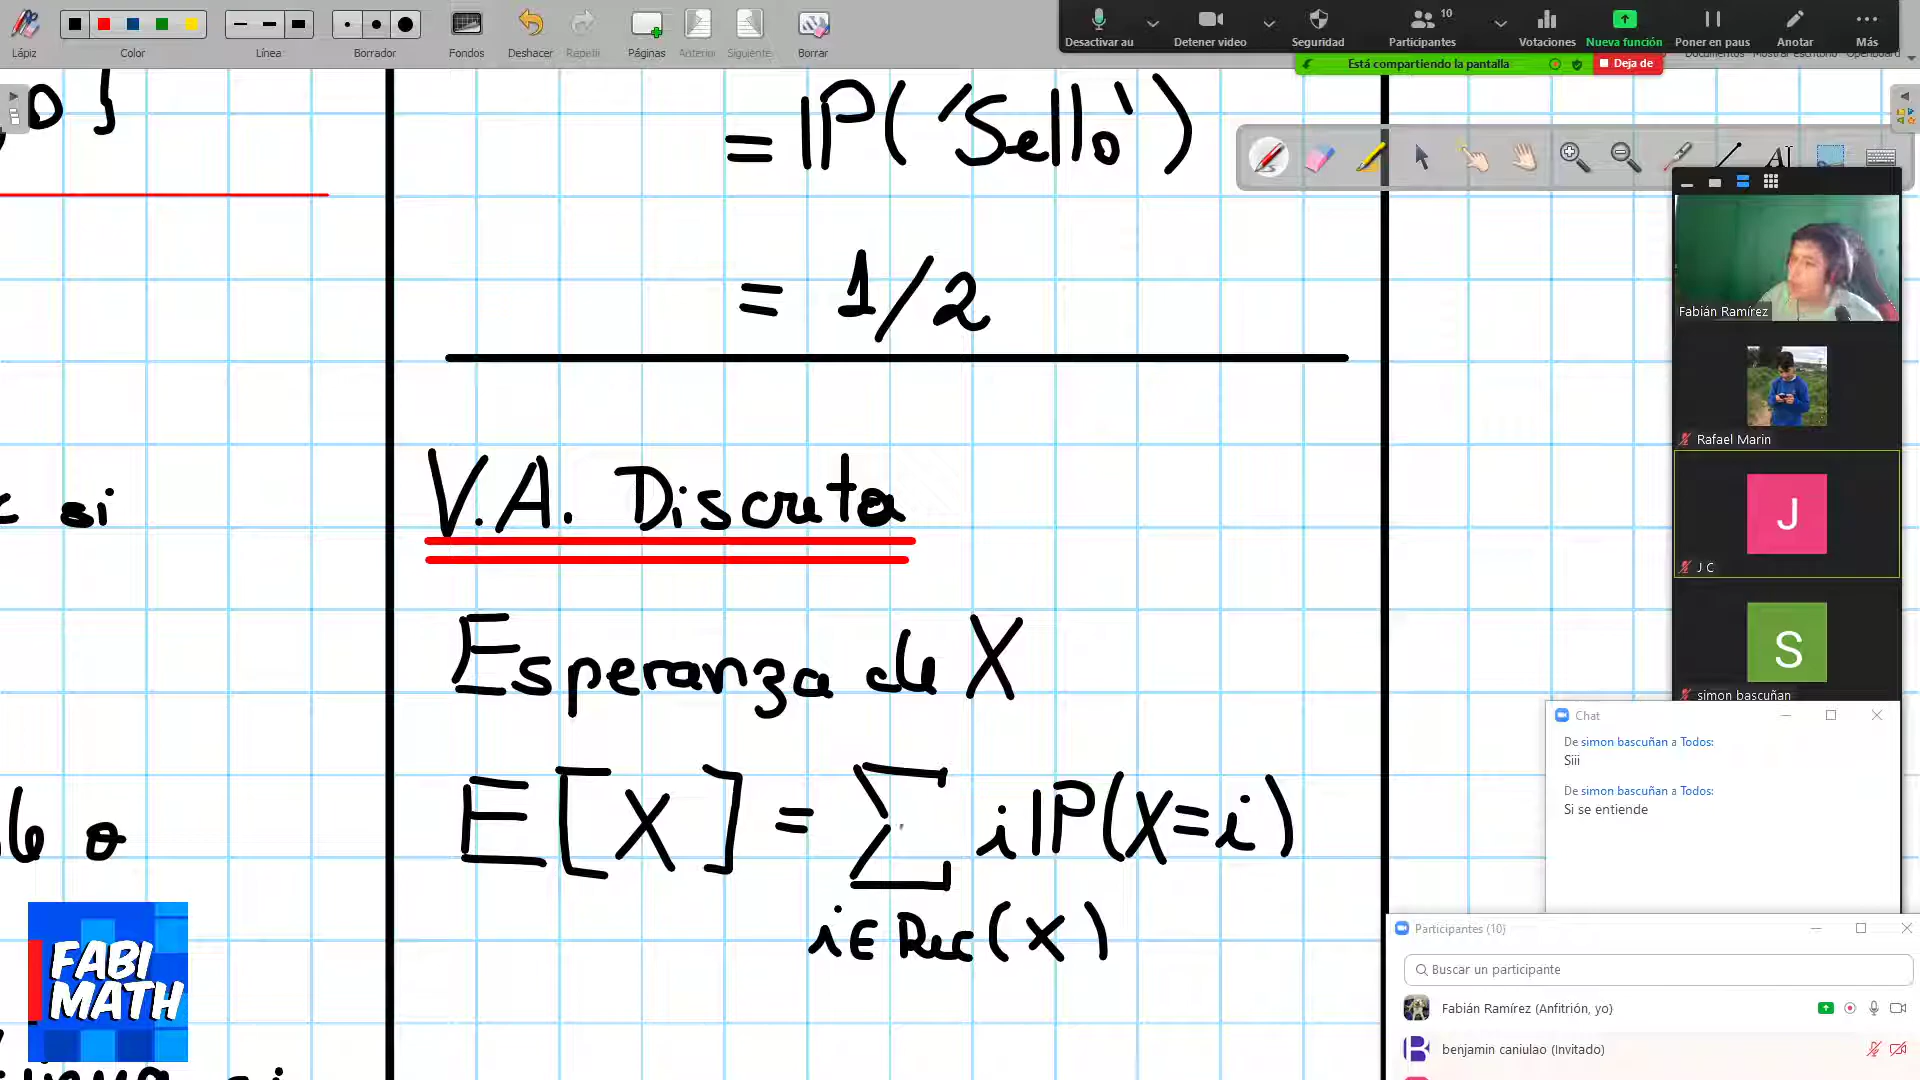 Lápiz
Color
Línea
Borrador
Fondos
Deshacer
Repetir
Páginas
Anterior
Siguiente
Borrar
Desactivar au
Detener video
Seguridad
10
Participantes
Votaciones
Nueva función
Poner en paus
Anotar
Más
Está compartiendo la pantalla
Deja de
= IP('Sello')
= 1/2
V.A. Discreta
Esperanza de X
E[X] = ∑ i IP(X=i)
i∈Rec(X)
si
o
FABI
MATH
Fabián Ramírez
Rafael Marin
J
J C
S
simon bascuñan
Chat
De simon bascuñan a Todos:
Siii
De simon bascuñan a Todos:
Si se entiende
Participantes (10)
Buscar un participante
Fabián Ramírez (Anfitrión, yo)
benjamin caniulao (Invitado)